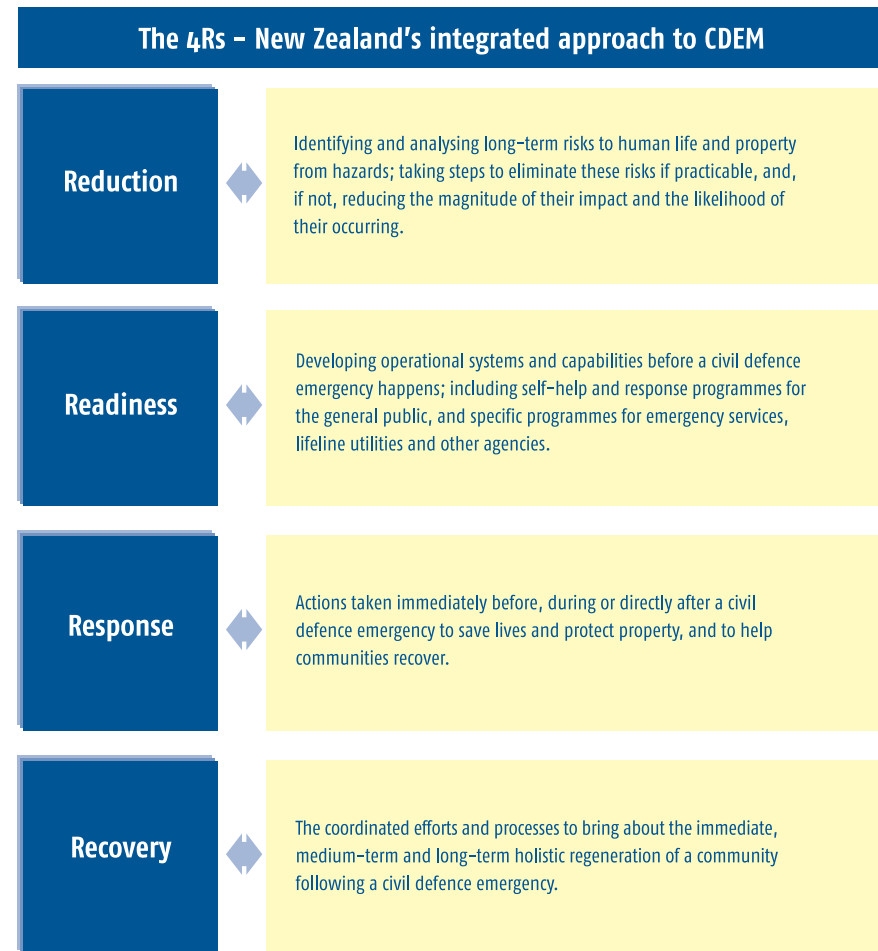 The 4Rs – New Zealand's integrated approach to CDEM
Reduction
Identifying and analysing long-term risks to human life and property
from hazards; taking steps to eliminate these risks if practicable, and,
if not, reducing the magnitude of their impact and the likelihood of
their occurring.
Readiness
Developing operational systems and capabilities before a civil defence
emergency happens; including self-help and response programmes for
the general public, and specific programmes for emergency services,
lifeline utilities and other agencies.
Response
Actions taken immediately before, during or directly after a civil
defence emergency to save lives and protect property, and to help
communities recover.
Recovery
The coordinated efforts and processes to bring about the immediate,
medium-term and long-term holistic regeneration of a community
following a civil defence emergency.